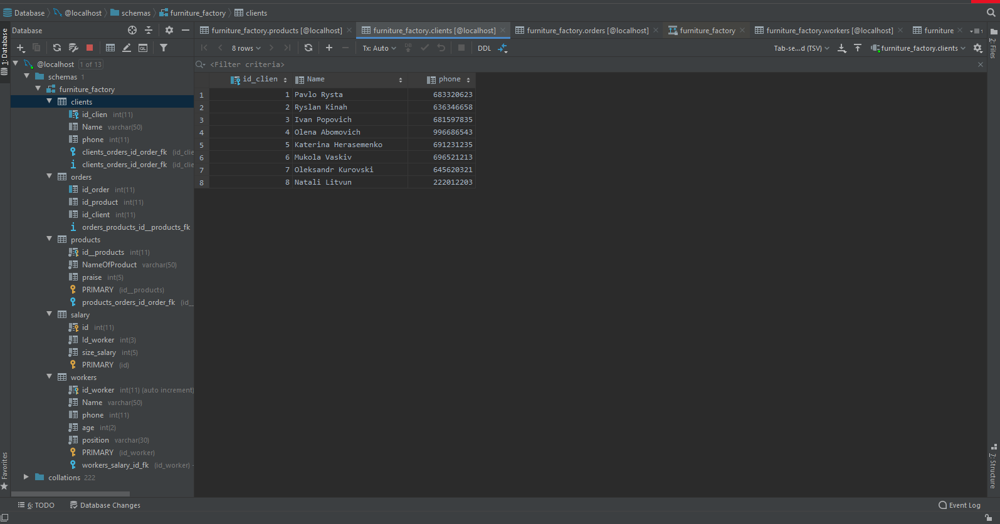 Database @localhost schemas furniture_factory clients
Database
furniture_factory.products [@localhost] furniture_factory.clients [@localhost] furniture_factory.orders [@localhost] furniture_factory furniture_factory.workers [@localhost] furniture
8 rows Tx: Auto DB DDL Tab-se...d (TSV) furniture_factory.clients
<Filter criteria>
@localhost 1 of 13
schemas 1
furniture_factory
clients
id_clien int(11)
Name varchar(50)
phone int(11)
clients_orders_id_order_fk (id_clie
clients_orders_id_order_fk (id_clie
orders
id_order int(11)
id_product int(11)
id_client int(11)
orders_products_id__products_fk
products
id__products int(11)
NameOfProduct varchar(50)
praise int(5)
PRIMARY (id__products)
products_orders_id_order_fk (id__
salary
id int(11)
Id_worker int(3)
size_salary int(5)
PRIMARY (id)
workers
id_worker int(11) (auto increment)
Name varchar(50)
phone int(11)
age int(2)
position varchar(30)
PRIMARY (id_worker)
workers_salary_id_fk (id_worker)
collations 222
id_clien Name phone
1 1 Pavlo Rysta 683320623
2 2 Ryslan Kinah 636346658
3 3 Ivan Popovich 681597835
4 4 Olena Abomovich 996686543
5 5 Katerina Herasemenko 691231235
6 6 Mukola Vaskiv 696521213
7 7 Oleksandr Kurovski 645620321
8 8 Natali Litvun 222012203
1: Database
Favorites
2: Files
7: Structure
6: TODO Database Changes Event Log